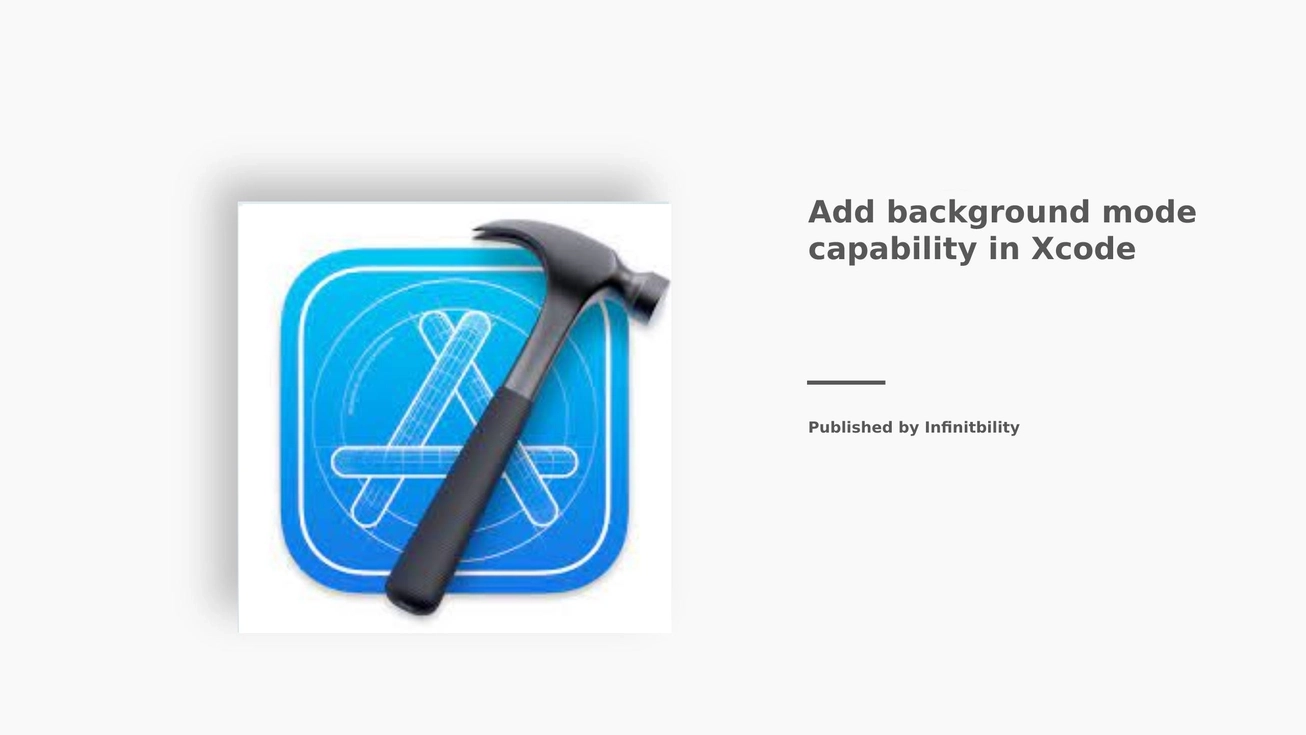 Add background mode
capability in Xcode
Published by Infinitbility